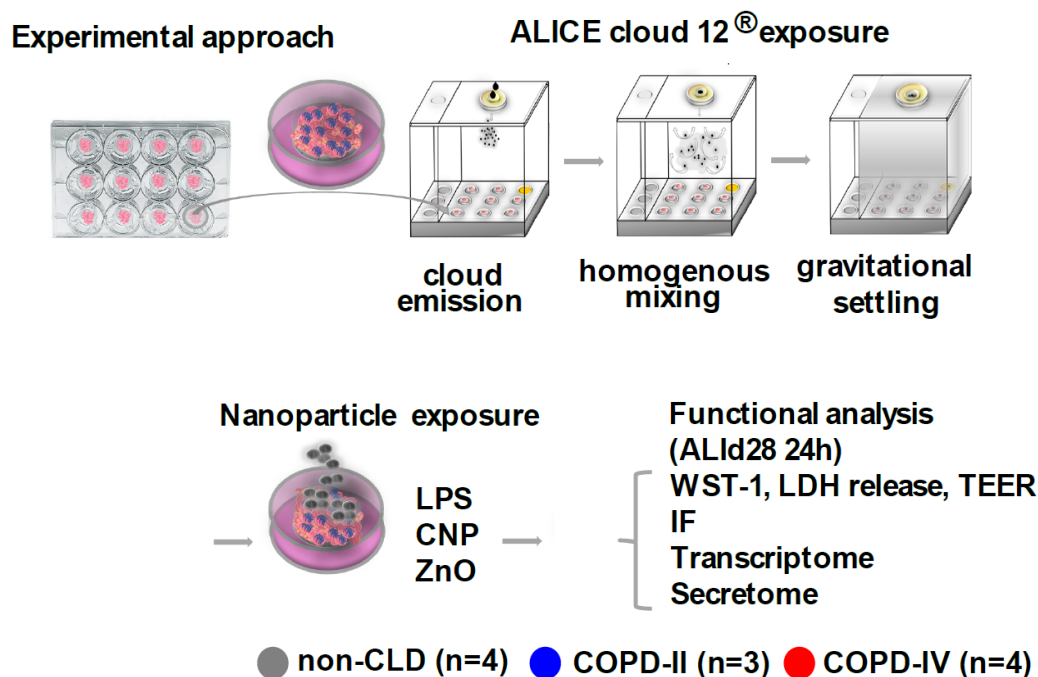 Experimental approach
ALICE cloud 12 ® exposure
cloud
emission
homogenous
mixing
gravitational
settling
Nanoparticle exposure
LPS
CNP
ZnO
Functional analysis
(ALId28 24h)
WST-1, LDH release, TEER
IF
Transcriptome
Secretome
non-CLD (n=4)
COPD-II (n=3)
COPD-IV (n=4)